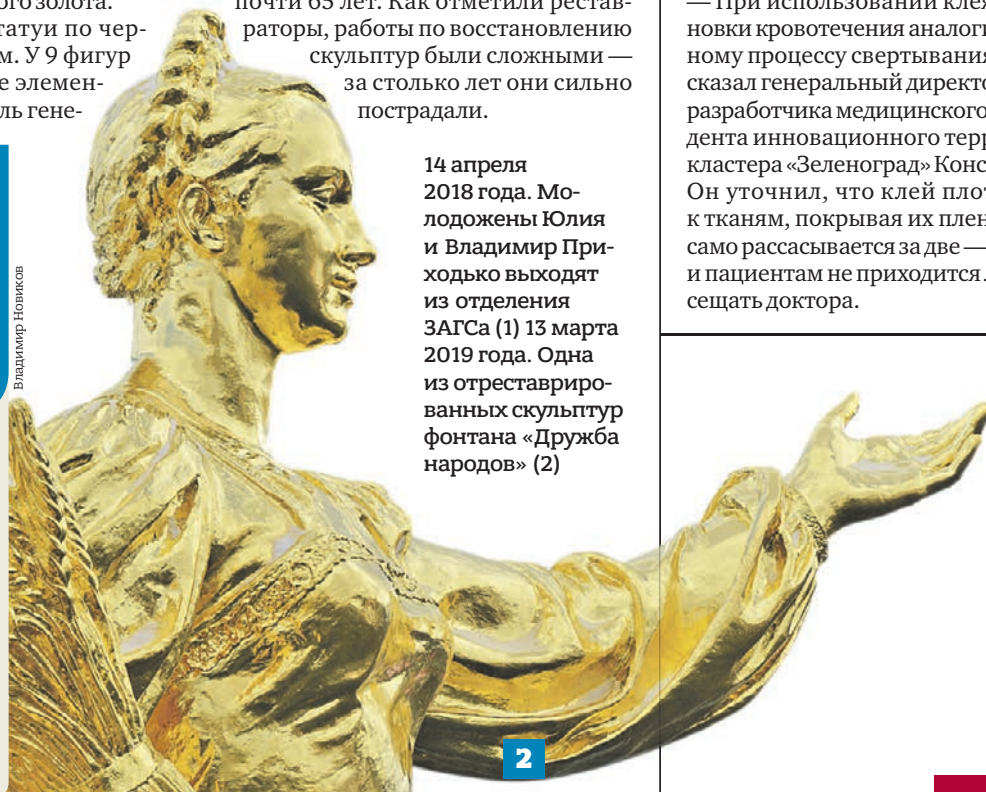 ого золота.
татуи по чер-
м. У 9 фигур
е элемен-
ль гене-
почти 65 лет. Как отметили рестав-
раторы, работы по восстановлению
скульптур были сложными —
за столько лет они сильно
пострадали.
Владимир Новиков
14 апреля
2018 года. Мо-
лодожены Юлия
и Владимир При-
ходько выходят
из отделения
ЗАГСа (1) 13 марта
2019 года. Одна
из отреставриро-
ванных скульптур
фонтана «Дружба
народов» (2)
2
— При использовании клея
новки кровотечения аналоги
ному процессу свертывания
сказал генеральный директо
разработчика медицинского
дента инновационного терр
кластера «Зеленоград» Конс
Он уточнил, что клей плот
к тканям, покрывая их плен
само рассасывается за две —
и пациентам не приходится
сещать доктора.